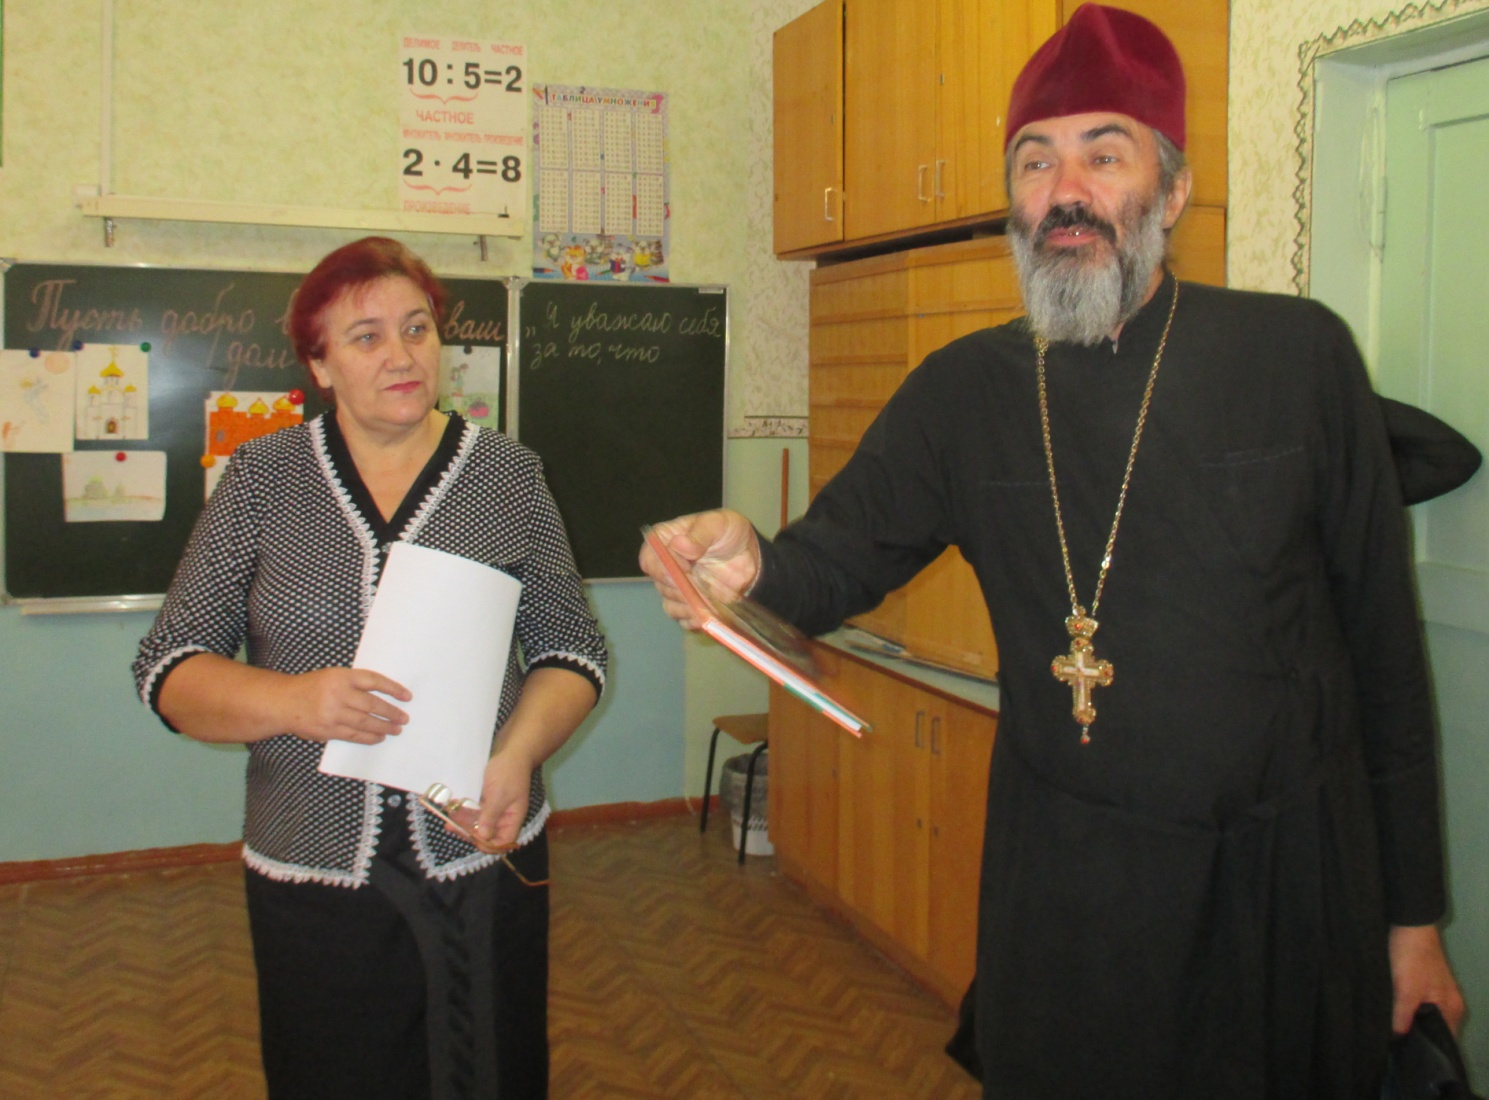 ДЕЛИМОЕ ДЕЛИТЕЛЬ ЧАСТНОЕ
10 : 5 = 2
ЧАСТНОЕ
МНОЖИТЕЛЬ МНОЖИТЕЛЬ ПРОИЗВЕДЕНИЕ
2 · 4 = 8
ПРОИЗВЕДЕНИЕ
ТАБЛИЦА УМНОЖЕНИЯ
Пусть добро в ваш
дом
„Я уважаю себя
за то, что